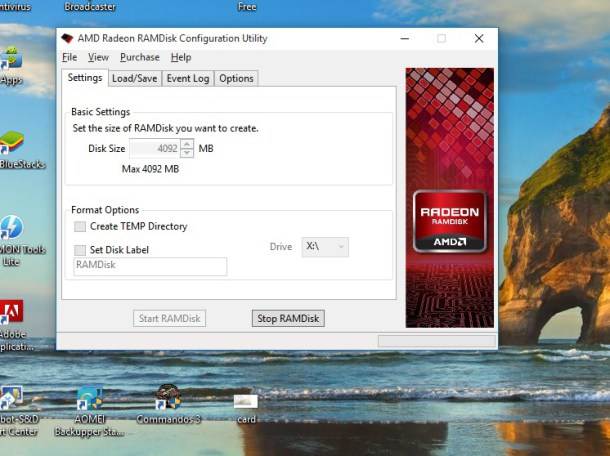 ntivirus
Broadcaster
Free
AMD Radeon RAMDisk Configuration Utility
File View Purchase Help
Settings Load/Save Event Log Options
Basic Settings
Set the size of RAMDisk you want to create.
Disk Size 4092 MB
Max 4092 MB
Format Options
Create TEMP Directory
Set Disk Label
Drive X:\
RAMDisk
Start RAMDisk Stop RAMDisk
RADEON
RAMDISK
AMD
Apps
BlueStacks
MON Tools
Lite
Adobe
plicati...
bot-S&D
rt Center
AOMEI
Backupper Sta...
Commandos 3
card